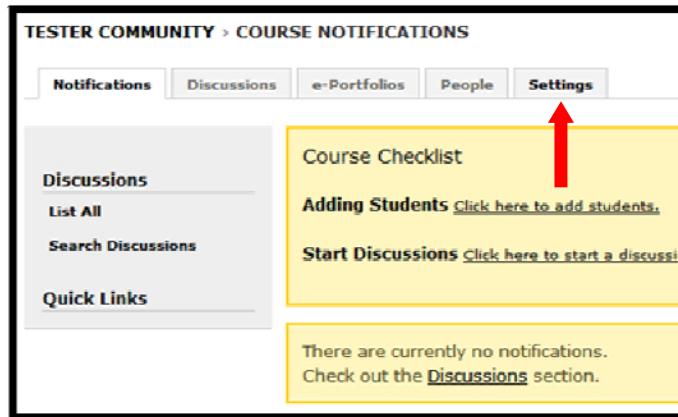 TESTER COMMUNITY › COURSE NOTIFICATIONS
Notifications Discussions e-Portfolios People Settings
Discussions
List All
Search Discussions
Quick Links
Course Checklist
Adding Students Click here to add students.
Start Discussions Click here to start a discussi
There are currently no notifications.
Check out the Discussions section.